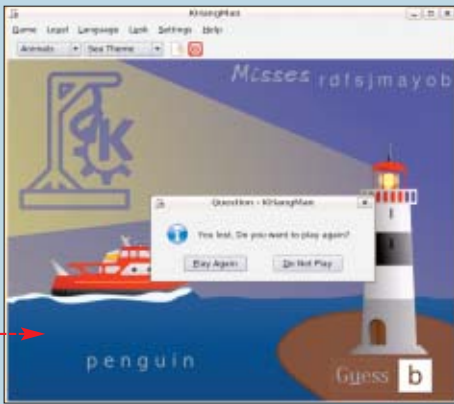 KHangMan
Game Level Language Look Settings Help
Animals Sea Theme
Misses rdfsjmayob
K
Question - KHangMan
You lost. Do you want to play again?
Play Again Do Not Play
penguin
Guess b